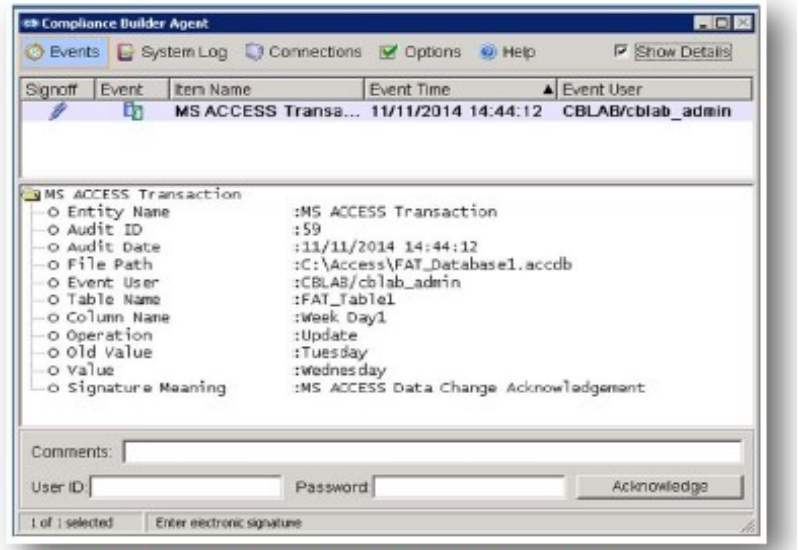 Compliance Builder Agent
Events System Log Connections Options Help Show Details
Signoff Event Item Name Event Time Event User
MS ACCESS Transa... 11/11/2014 14:44:12 CBLAB/cblab_admin
MS ACCESS Transaction
Entity Name :MS ACCESS Transaction
Audit ID :59
Audit Date :11/11/2014 14:44:12
File Path :C:\Access\FAT_Database1.accdb
Event User :CBLAB/cblab_admin
Table Name :FAT_Table1
Column Name :Week Day1
Operation :Update
Old Value :Tuesday
Value :Wednesday
Signature Meaning :MS ACCESS Data Change Acknowledgement
Comments:
User ID: Password: Acknowledge
1 of 1 selected Enter electronic signature